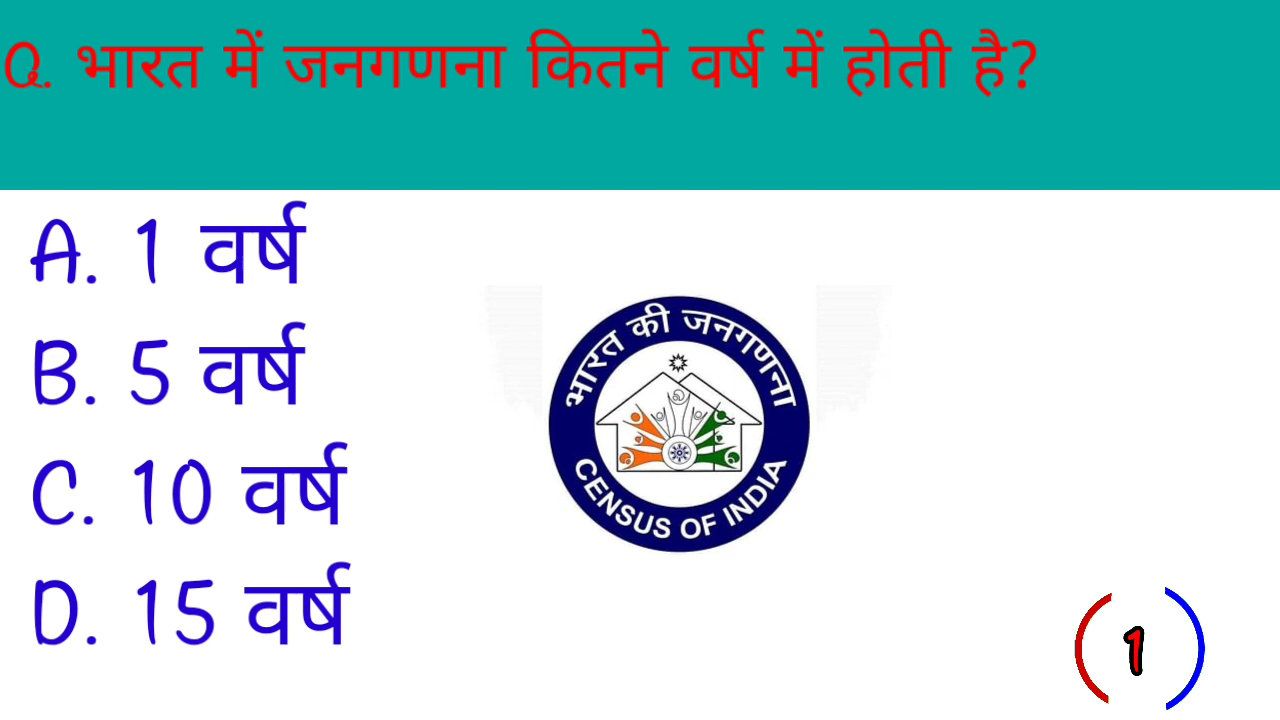 Q. भारत में जनगणना कितने वर्ष में होती है?
A. 1 वर्ष
B. 5 वर्ष
C. 10 वर्ष
D. 15 वर्ष
भारत की जनगणना
CENSUS OF INDIA
1